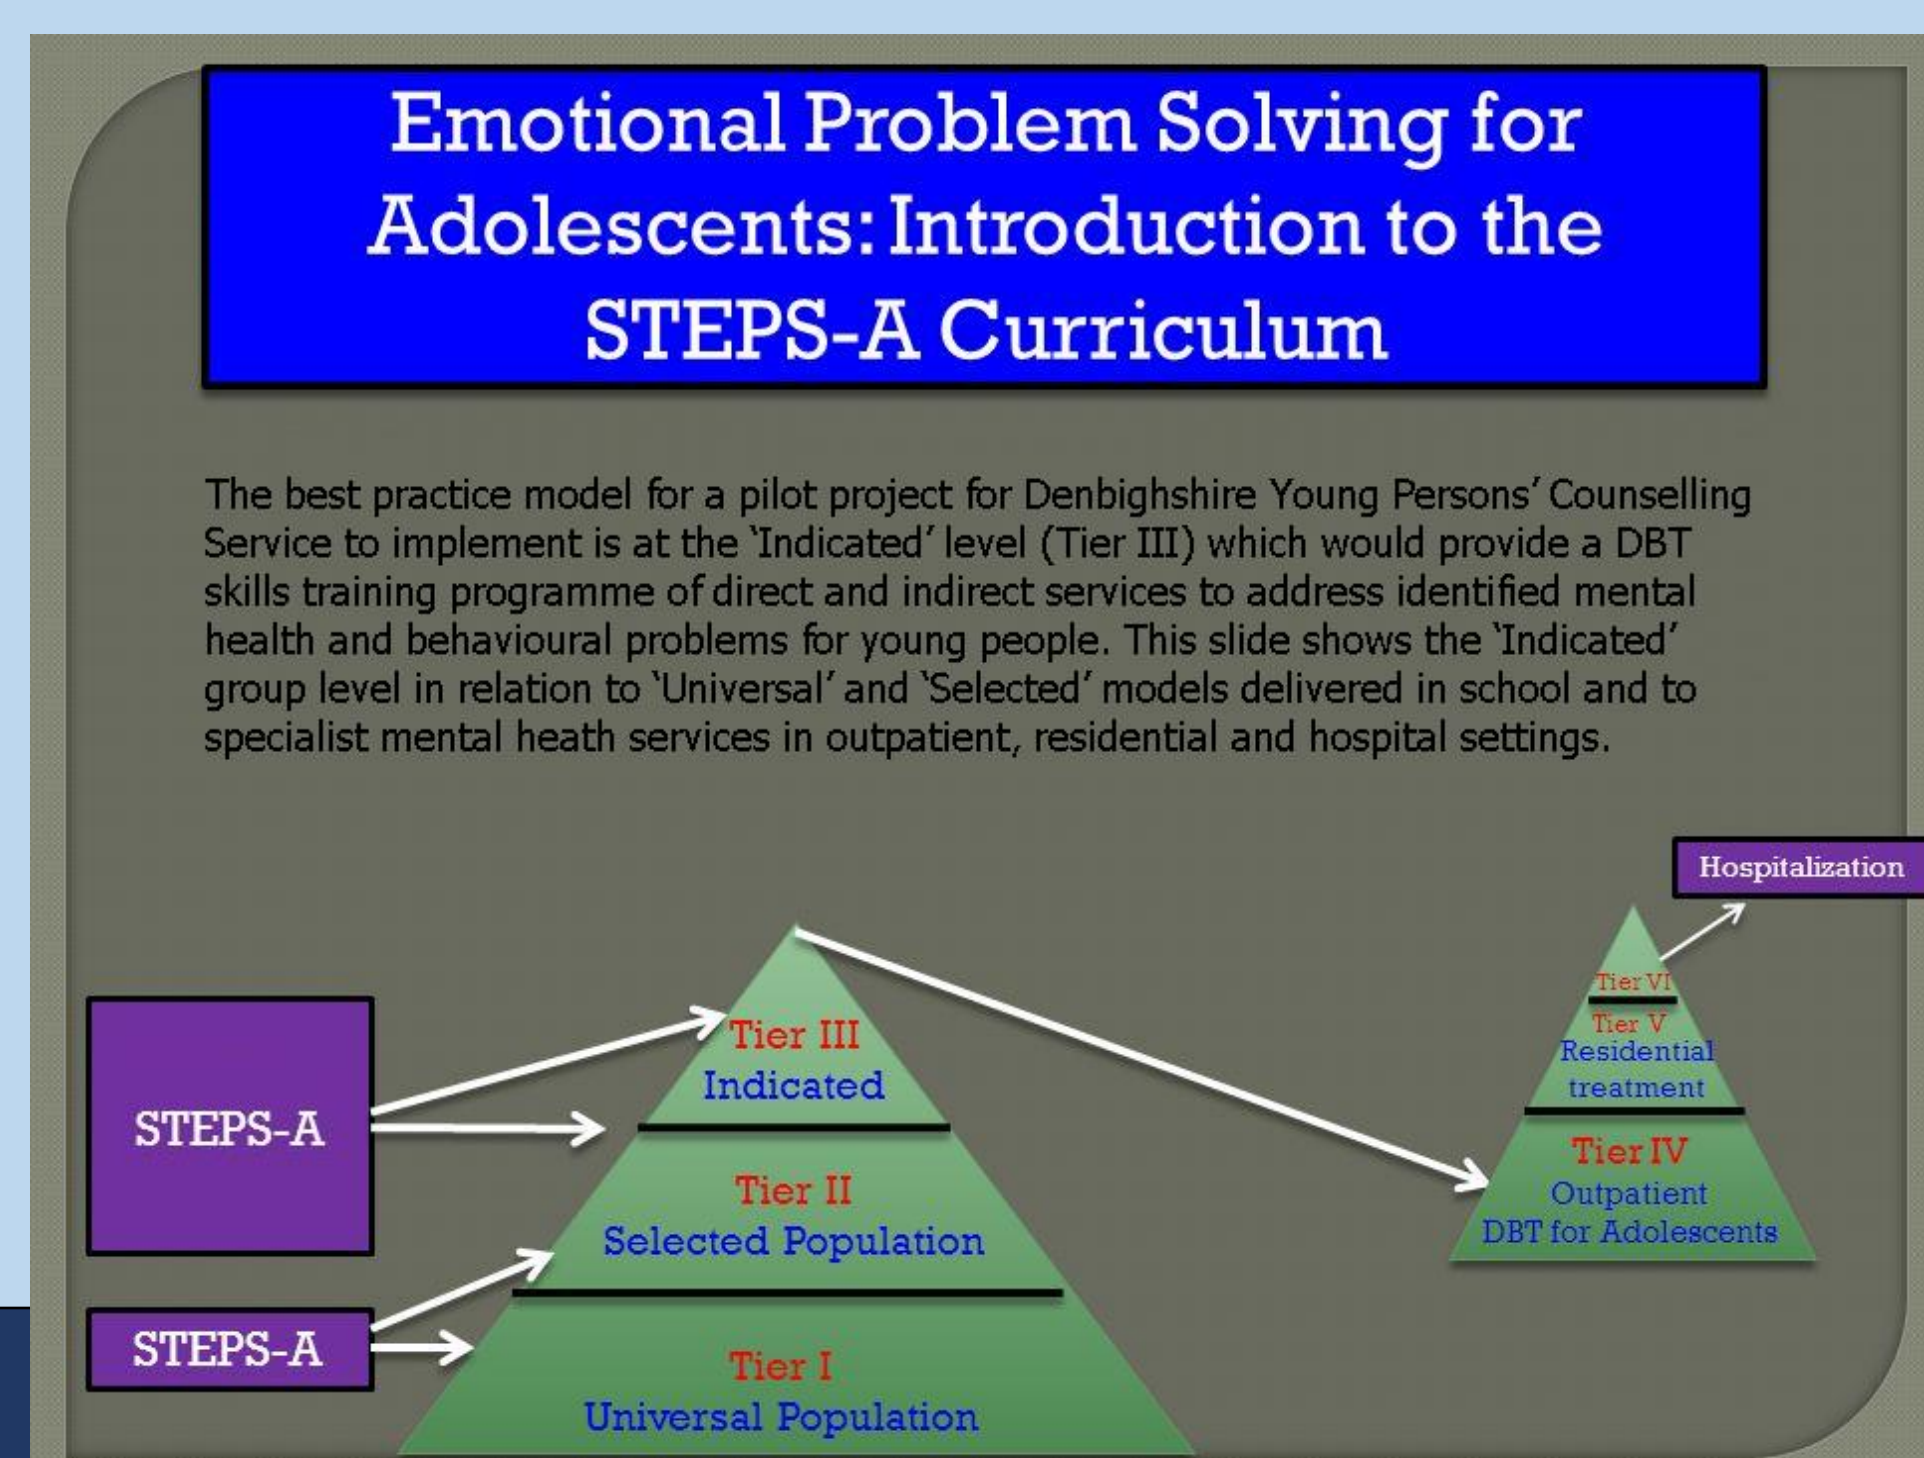 Emotional Problem Solving for
Adolescents: Introduction to the
STEPS-A Curriculum
The best practice model for a pilot project for Denbighshire Young Persons’ Counselling
Service to implement is at the ‘Indicated’ level (Tier III) which would provide a DBT
skills training programme of direct and indirect services to address identified mental
health and behavioural problems for young people. This slide shows the ‘Indicated’
group level in relation to ‘Universal’ and ‘Selected’ models delivered in school and to
specialist mental heath services in outpatient, residential and hospital settings.
Hospitalization
STEPS-A
STEPS-A
Tier III
Indicated
Tier II
Selected Population
Tier I
Universal Population
Tier VI
Tier V
Residential
treatment
Tier IV
Outpatient
DBT for Adolescents